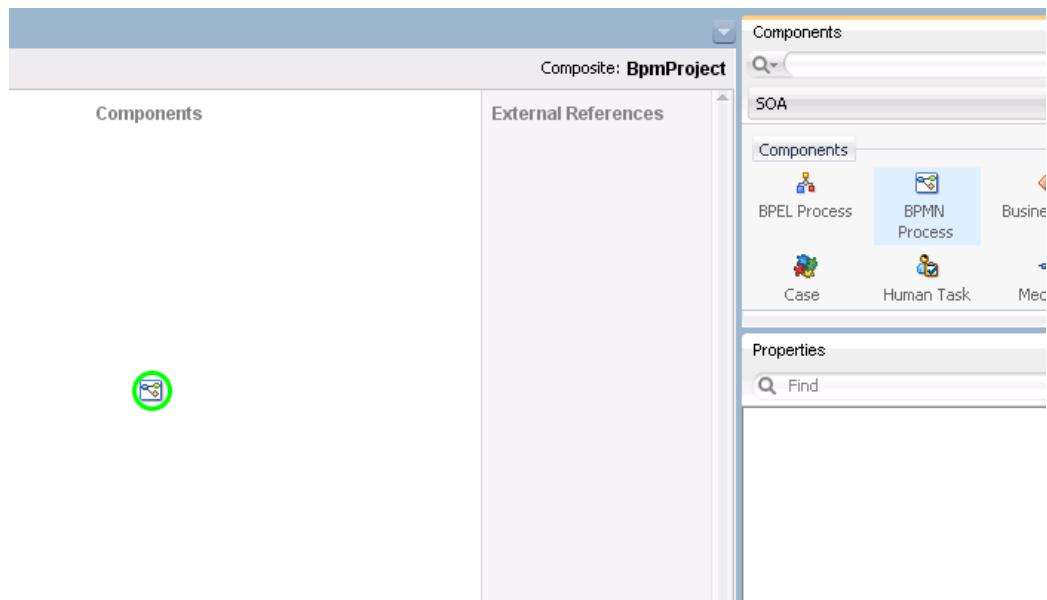 Composite: BpmProject
Components
External References
Components
SOA
Components
BPEL Process
BPMN
Process
Case
Human Task
Properties
Find